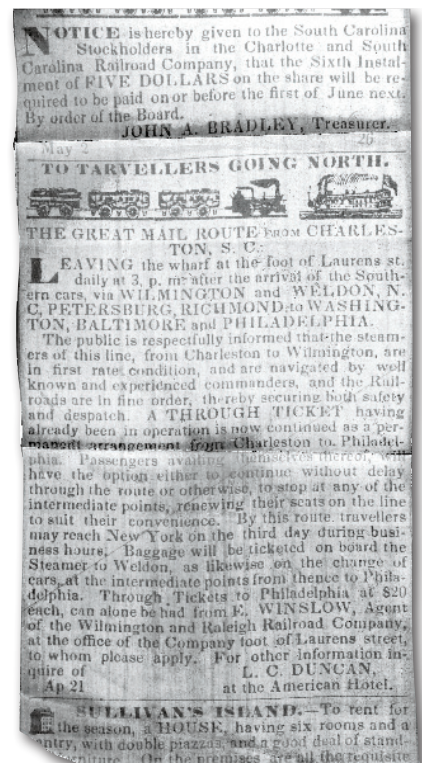 NOTICE is hereby given to the South Carolina
Stockholders in the Charlotte and South
Carolina Railroad Company, that the Sixth Instal-
ment of FIVE DOLLARS on the share will be re-
quired to be paid on or before the first of June next.
By order of the Board.
JOHN A. BRADLEY, Treasurer.
May 2 26
TO TARVELLERS GOING NORTH.
THE GREAT MAIL ROUTE FROM CHARLES-
TON, S. C.:
LEAVING the wharf at the foot of Laurens st.
daily at 3, p. m. after the arrival of the South-
ern cars, via WILMINGTON and WELDON, N.
C, PETERSBURG, RICHMOND, to WASHING-
TON, BALTIMORE and PHILADELPHIA.
The public is respectfully informed that the steam-
ers of this line, from Charleston to Wilmington, are
in first rate condition, and are navigated by well
known and experienced commanders, and the Rail-
roads are in fine order, thereby securing both safety
and despatch. A THROUGH TICKET having
already been in operation is now continued as a per-
manent arrangement from Charleston to Philadel-
phia. Passengers availing themselves thereof, will
have the option either to continue without delay
through the route or otherwise, to stop at any of the
intermediate points, renewing their seats on the line
to suit their convenience. By this route, travellers
may reach New York on the third day during busi-
ness hours. Baggage will be ticketed on board the
Steamer to Weldon, as likewise on the change of
cars, at the intermediate points from thence to Phila-
delphia. Through Tickets to Philadelphia at $20
each, can alone be had from E. WINSLOW, Agent
of the Wilmington and Raleigh Railroad Company,
at the office of the Company foot of Laurens street,
to whom please apply. For other information in-
quire of L. C. DUNCAN,
Ap 21 at the American Hotel.
SULLIVAN'S ISLAND.—To rent for
the season, a HOUSE, having six rooms and a
pantry, with double piazzas, and a good deal of stand-
On the premises are all the requisite